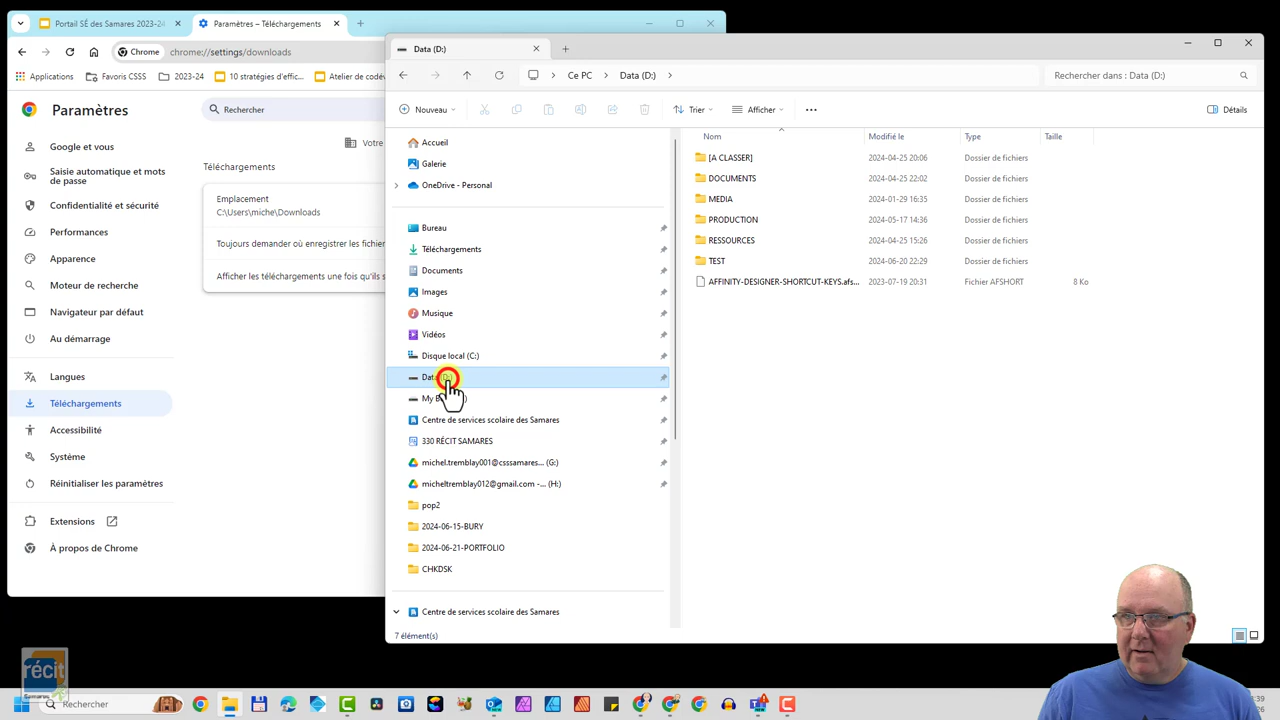 Portail SÉ des Samares 2023-24
Paramètres – Téléchargements
Chrome
chrome://settings/downloads
Applications
Favoris CSSS
2023-24
10 stratégies d'effic...
Paramètres
Rechercher
Google et vous
Saisie automatique et mots
de passe
Confidentialité et sécurité
Performances
Apparence
Moteur de recherche
Navigateur par défaut
Au démarrage
Langues
Téléchargements
Accessibilité
Système
Réinitialiser les paramètres
Extensions
À propos de Chrome
Votre
Téléchargements
Emplacement
C:\Users\miche\Downloads
Toujours demander où enregistrer les fichier
Afficher les téléchargements une fois qu'ils s
Data (D:)
Ce PC
Data (D:)
Rechercher dans : Data (D:)
Nouveau
Trier
Afficher
Détails
Accueil
Galerie
OneDrive - Personal
Bureau
Téléchargements
Documents
Images
Musique
Vidéos
Disque local (C:)
My
Centre de services scolaire des Samares
330 RÉCIT SAMARES
michel.tremblay001@csssamares... (G:)
micheltremblay012@gmail.com -... (H:)
pop2
2024-06-15-BURY
2024-06-21-PORTFOLIO
CHKDSK
Centre de services scolaire des Samares
Nom Modifié le Type Taille
[A CLASSER] 2024-04-25 20:06 Dossier de fichiers
DOCUMENTS 2024-04-25 22:02 Dossier de fichiers
MEDIA 2024-01-29 16:35 Dossier de fichiers
PRODUCTION 2024-05-17 14:36 Dossier de fichiers
RESSOURCES 2024-04-25 15:26 Dossier de fichiers
TEST 2024-06-20 22:29 Dossier de fichiers
AFFINITY-DESIGNER-SHORTCUT-KEYS.afs... 2023-07-19 20:31 Fichier AFSHORT 8 Ko
7 élément(s)
récit
Samares
Rechercher